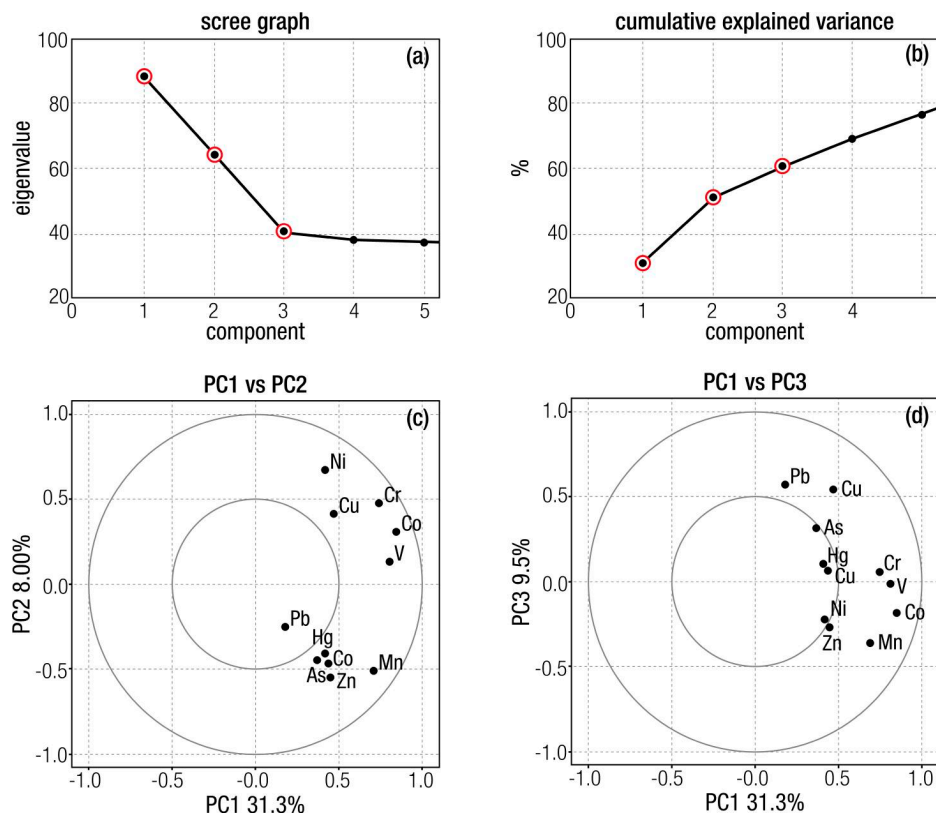 scree graph
(a)
100
80
60
40
20
0
1
2
3
4
5
eigenvalue
component
cumulative explained variance
(b)
100
80
60
40
20
0
1
2
3
4
%
component
PC1 vs PC2
(c)
1.0
0.5
0.0
-0.5
-1.0
Ni
Cu
Cr
Co
V
Pb
Hg
Co
As
Zn
Mn
-1.0
-0.5
-0.0
0.5
1.0
PC2 8.00%
PC1 31.3%
PC1 vs PC3
(d)
1.0
0.5
0.0
-0.5
-1.0
Pb
Cu
As
Hg
Cu
Cr
V
Ni
Co
Zn
Mn
-1.0
-0.5
-0.0
0.5
1.0
PC3 9.5%
PC1 31.3%